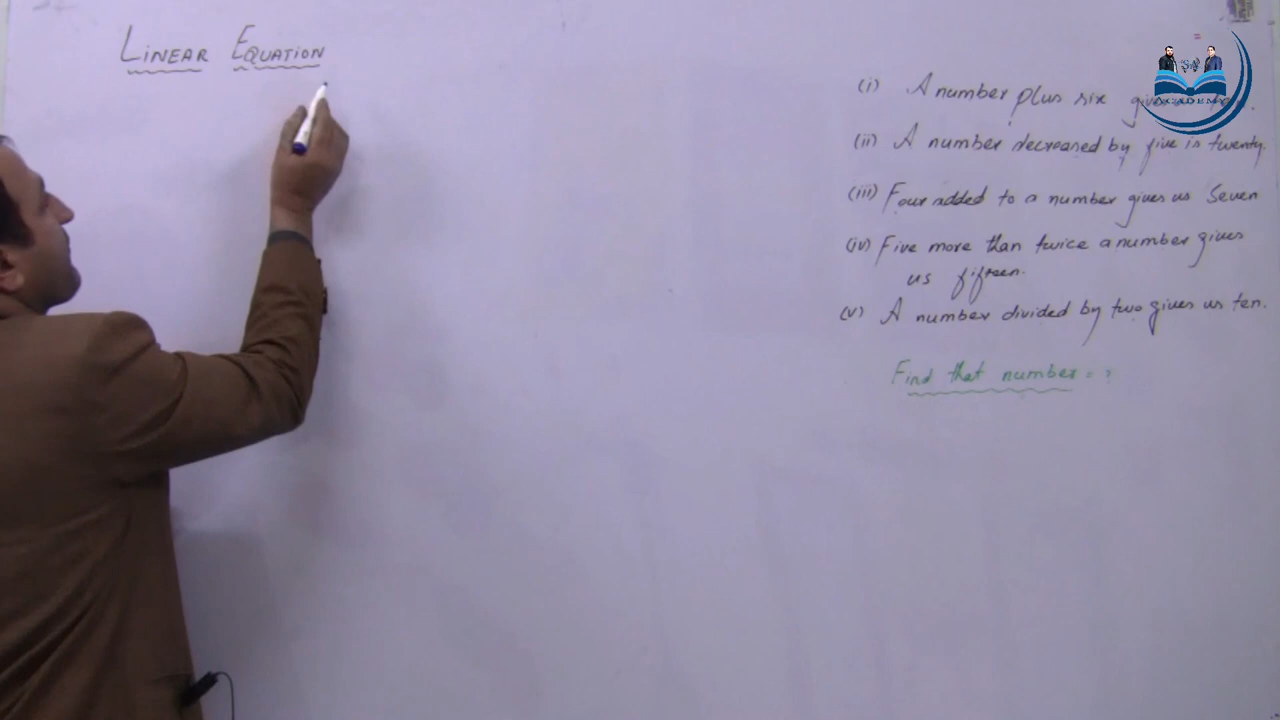 LINEAR EQUATION
(i) A number plus six
(ii) A number decreased by five is twenty.
(iii) Four added to a number gives us Seven
(iv) Five more than twice a number gives
us fifteen.
(v) A number divided by two gives us ten.
Find that number = ?
ACADEMY